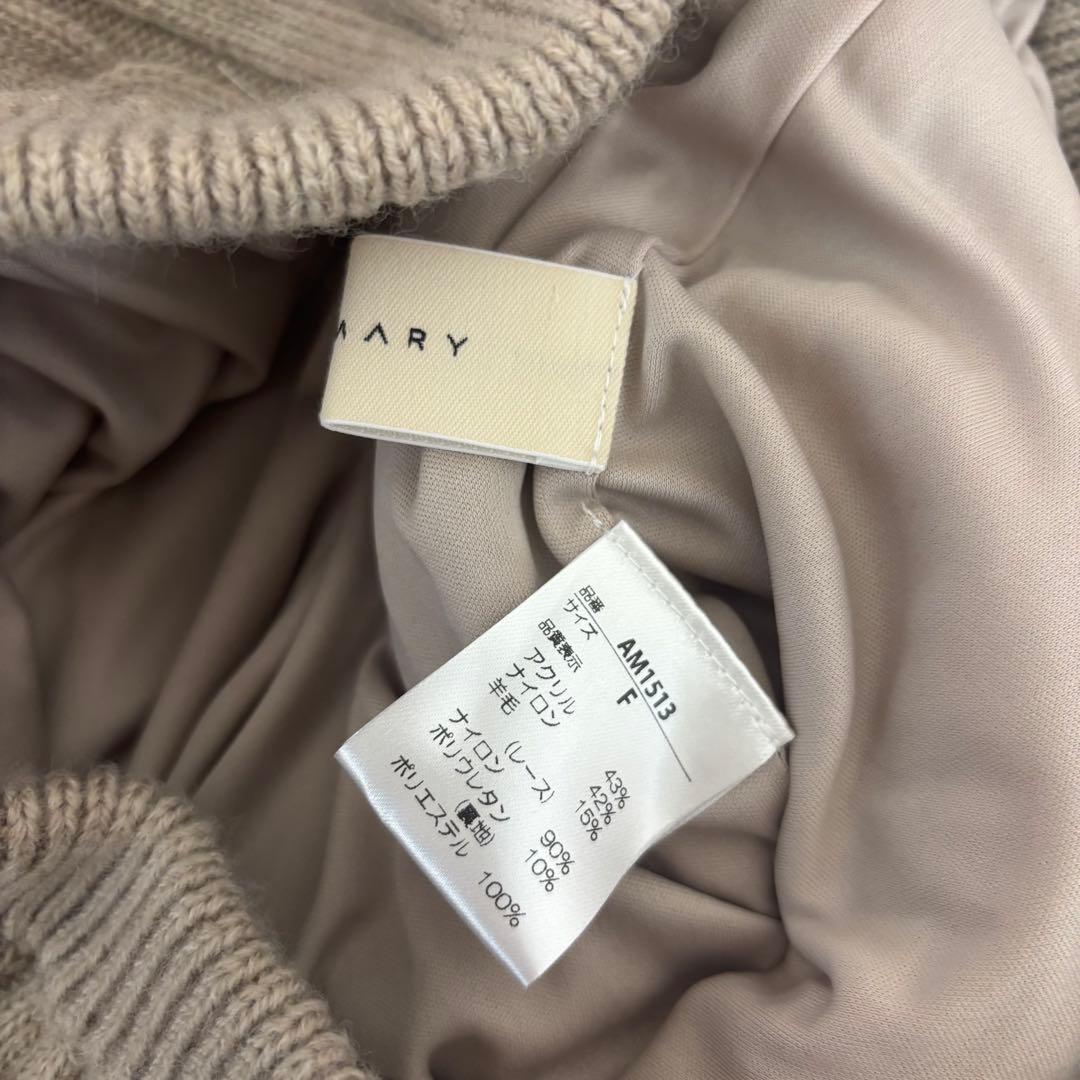 AARY
品番 AM1513
サイズ F
品質表示
アクリル 43%
ナイロン 42%
羊毛 15%
(レース)
ナイロン 90%
ポリウレタン 10%
(裏地)
ポリエステル 100%